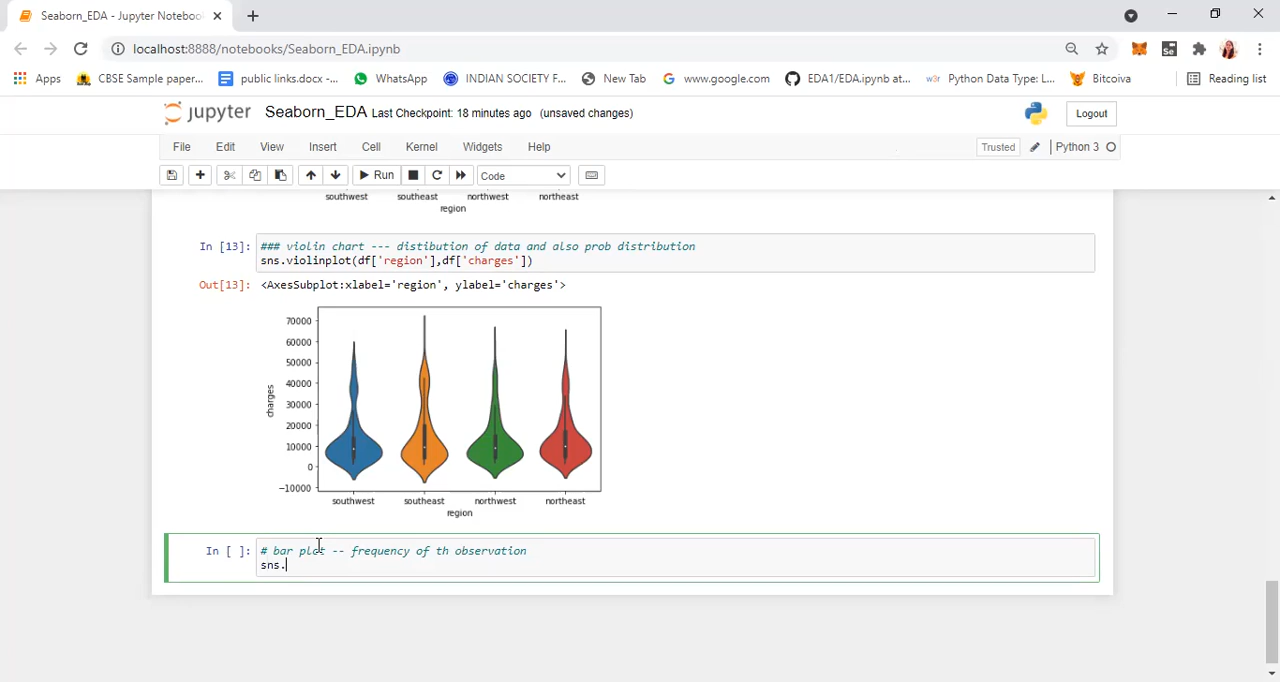 Seaborn_EDA - Jupyter Notebook
localhost:8888/notebooks/Seaborn_EDA.ipynb
Apps CBSE Sample paper... public links.docx -... WhatsApp INDIAN SOCIETY F... New Tab www.google.com EDA1/EDA.ipynb at... Python Data Type: L... Bitcoiva Reading list
jupyter Seaborn_EDA Last Checkpoint: 18 minutes ago (unsaved changes) Logout
File Edit View Insert Cell Kernel Widgets Help Trusted Python 3
Run Code
southwest southeast northwest northeast
region
In [13]: ### violin chart --- distibution of data and also prob distribution
sns.violinplot(df['region'],df['charges'])
Out[13]: <AxesSubplot:xlabel='region', ylabel='charges'>
70000
60000
50000
40000
30000
20000
10000
0
-10000
charges
southwest southeast northwest northeast
region
In [ ]: # bar plot -- frequency of th observation
sns.